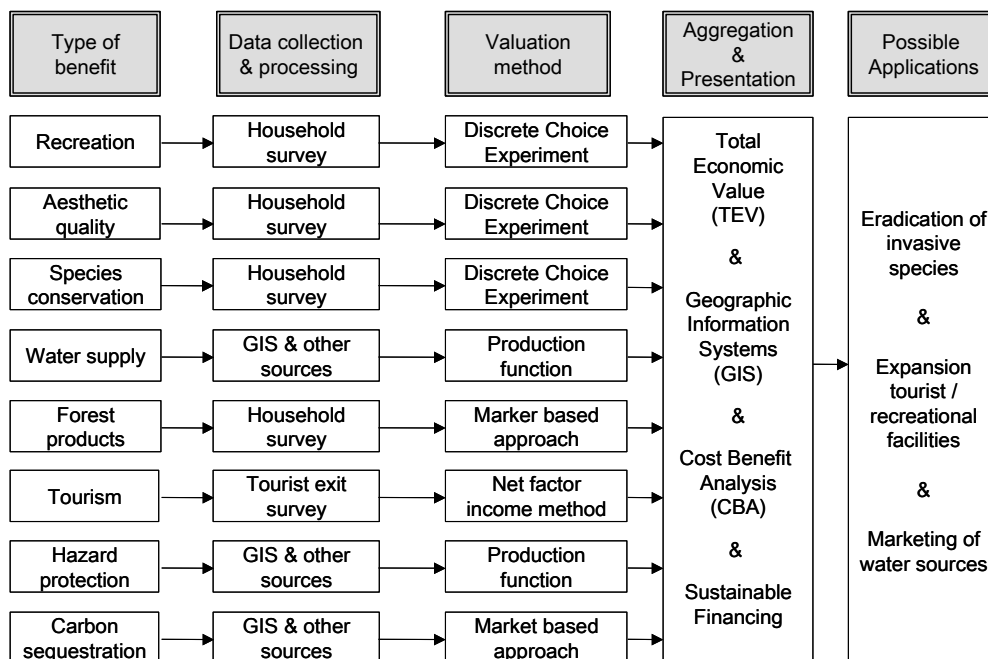 Type of
benefit
Data collection
& processing
Valuation
method
Aggregation
&
Presentation
Possible
Applications
Recreation
Household
survey
Discrete Choice
Experiment
Aesthetic
quality
Household
survey
Discrete Choice
Experiment
Species
conservation
Household
survey
Discrete Choice
Experiment
Water supply
GIS & other
sources
Production
function
Forest
products
Household
survey
Marker based
approach
Tourism
Tourist exit
survey
Net factor
income method
Hazard
protection
GIS & other
sources
Production
function
Carbon
sequestration
GIS & other
sources
Market based
approach
Total
Economic
Value
(TEV)
&
Geographic
Information
Systems
(GIS)
&
Cost Benefit
Analysis
(CBA)
&
Sustainable
Financing
Eradication of
invasive
species
&
Expansion
tourist /
recreational
facilities
&
Marketing of
water sources